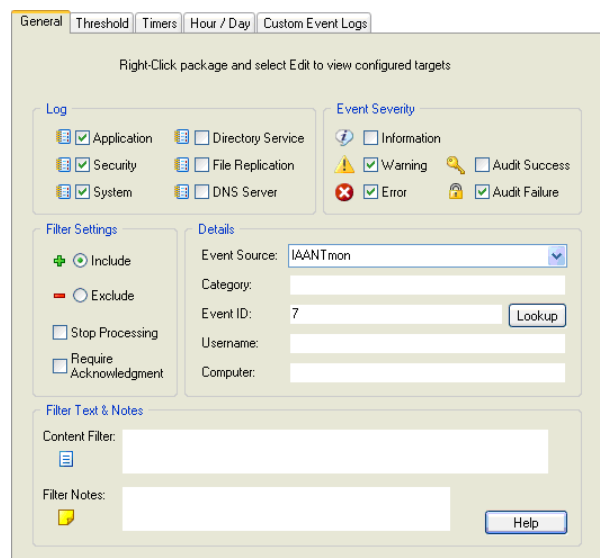 General Threshold Timers Hour / Day Custom Event Logs
Right-Click package and select Edit to view configured targets
Log
Application Directory Service
Security File Replication
System DNS Server
Event Severity
Information
Warning Audit Success
Error Audit Failure
Filter Settings
Include
Exclude
Stop Processing
Require
Acknowledgment
Details
Event Source: IAANTmon
Category:
Event ID: 7 Lookup
Username:
Computer:
Filter Text & Notes
Content Filter:
Filter Notes:
Help